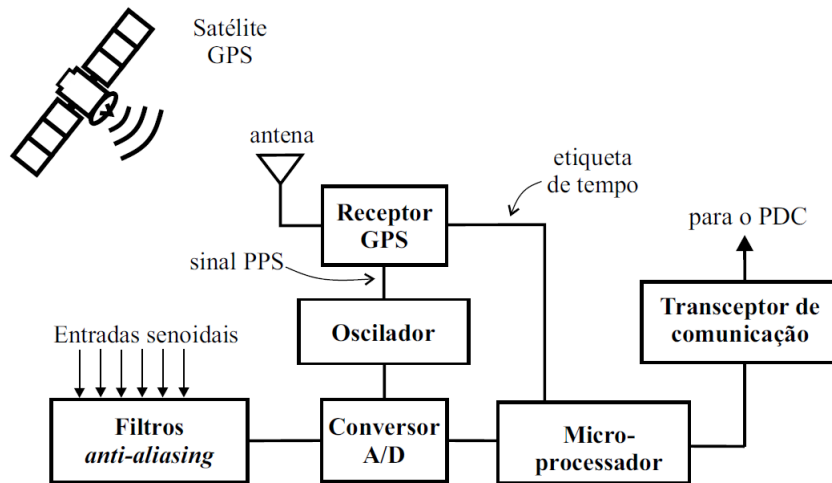 Satélite
GPS
antena
etiqueta
de tempo
Receptor
GPS
para o PDC
sinal PPS
Transceptor de
comunicação
Oscilador
Entradas senoidais
Filtros
anti-aliasing
Conversor
A/D
Micro-
processador